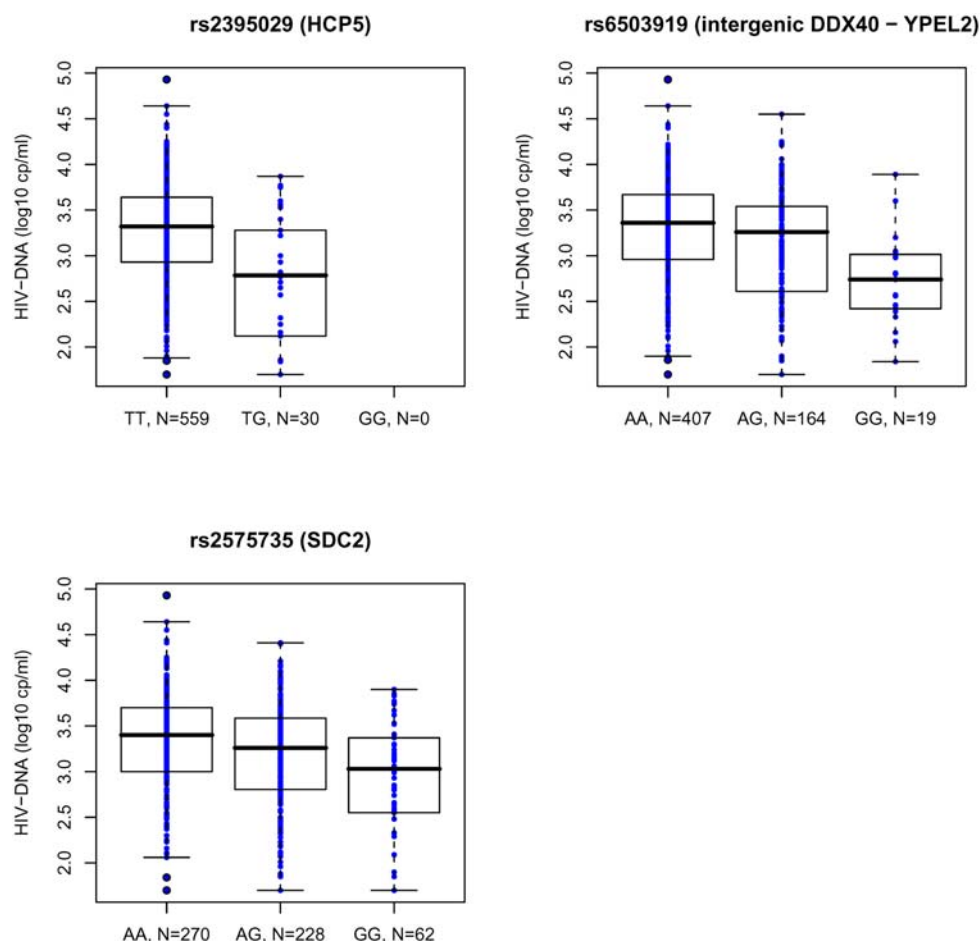 rs2395029 (HCP5)
HIV−DNA (log10 cp/ml)
5.0
4.5
4.0
3.5
3.0
2.5
2.0
TT, N=559 TG, N=30 GG, N=0
rs6503919 (intergenic DDX40 − YPEL2)
HIV−DNA (log10 cp/ml)
5.0
4.5
4.0
3.5
3.0
2.5
2.0
AA, N=407 AG, N=164 GG, N=19
rs2575735 (SDC2)
HIV−DNA (log10 cp/ml)
5.0
4.5
4.0
3.5
3.0
2.5
2.0
AA, N=270 AG, N=228 GG, N=62